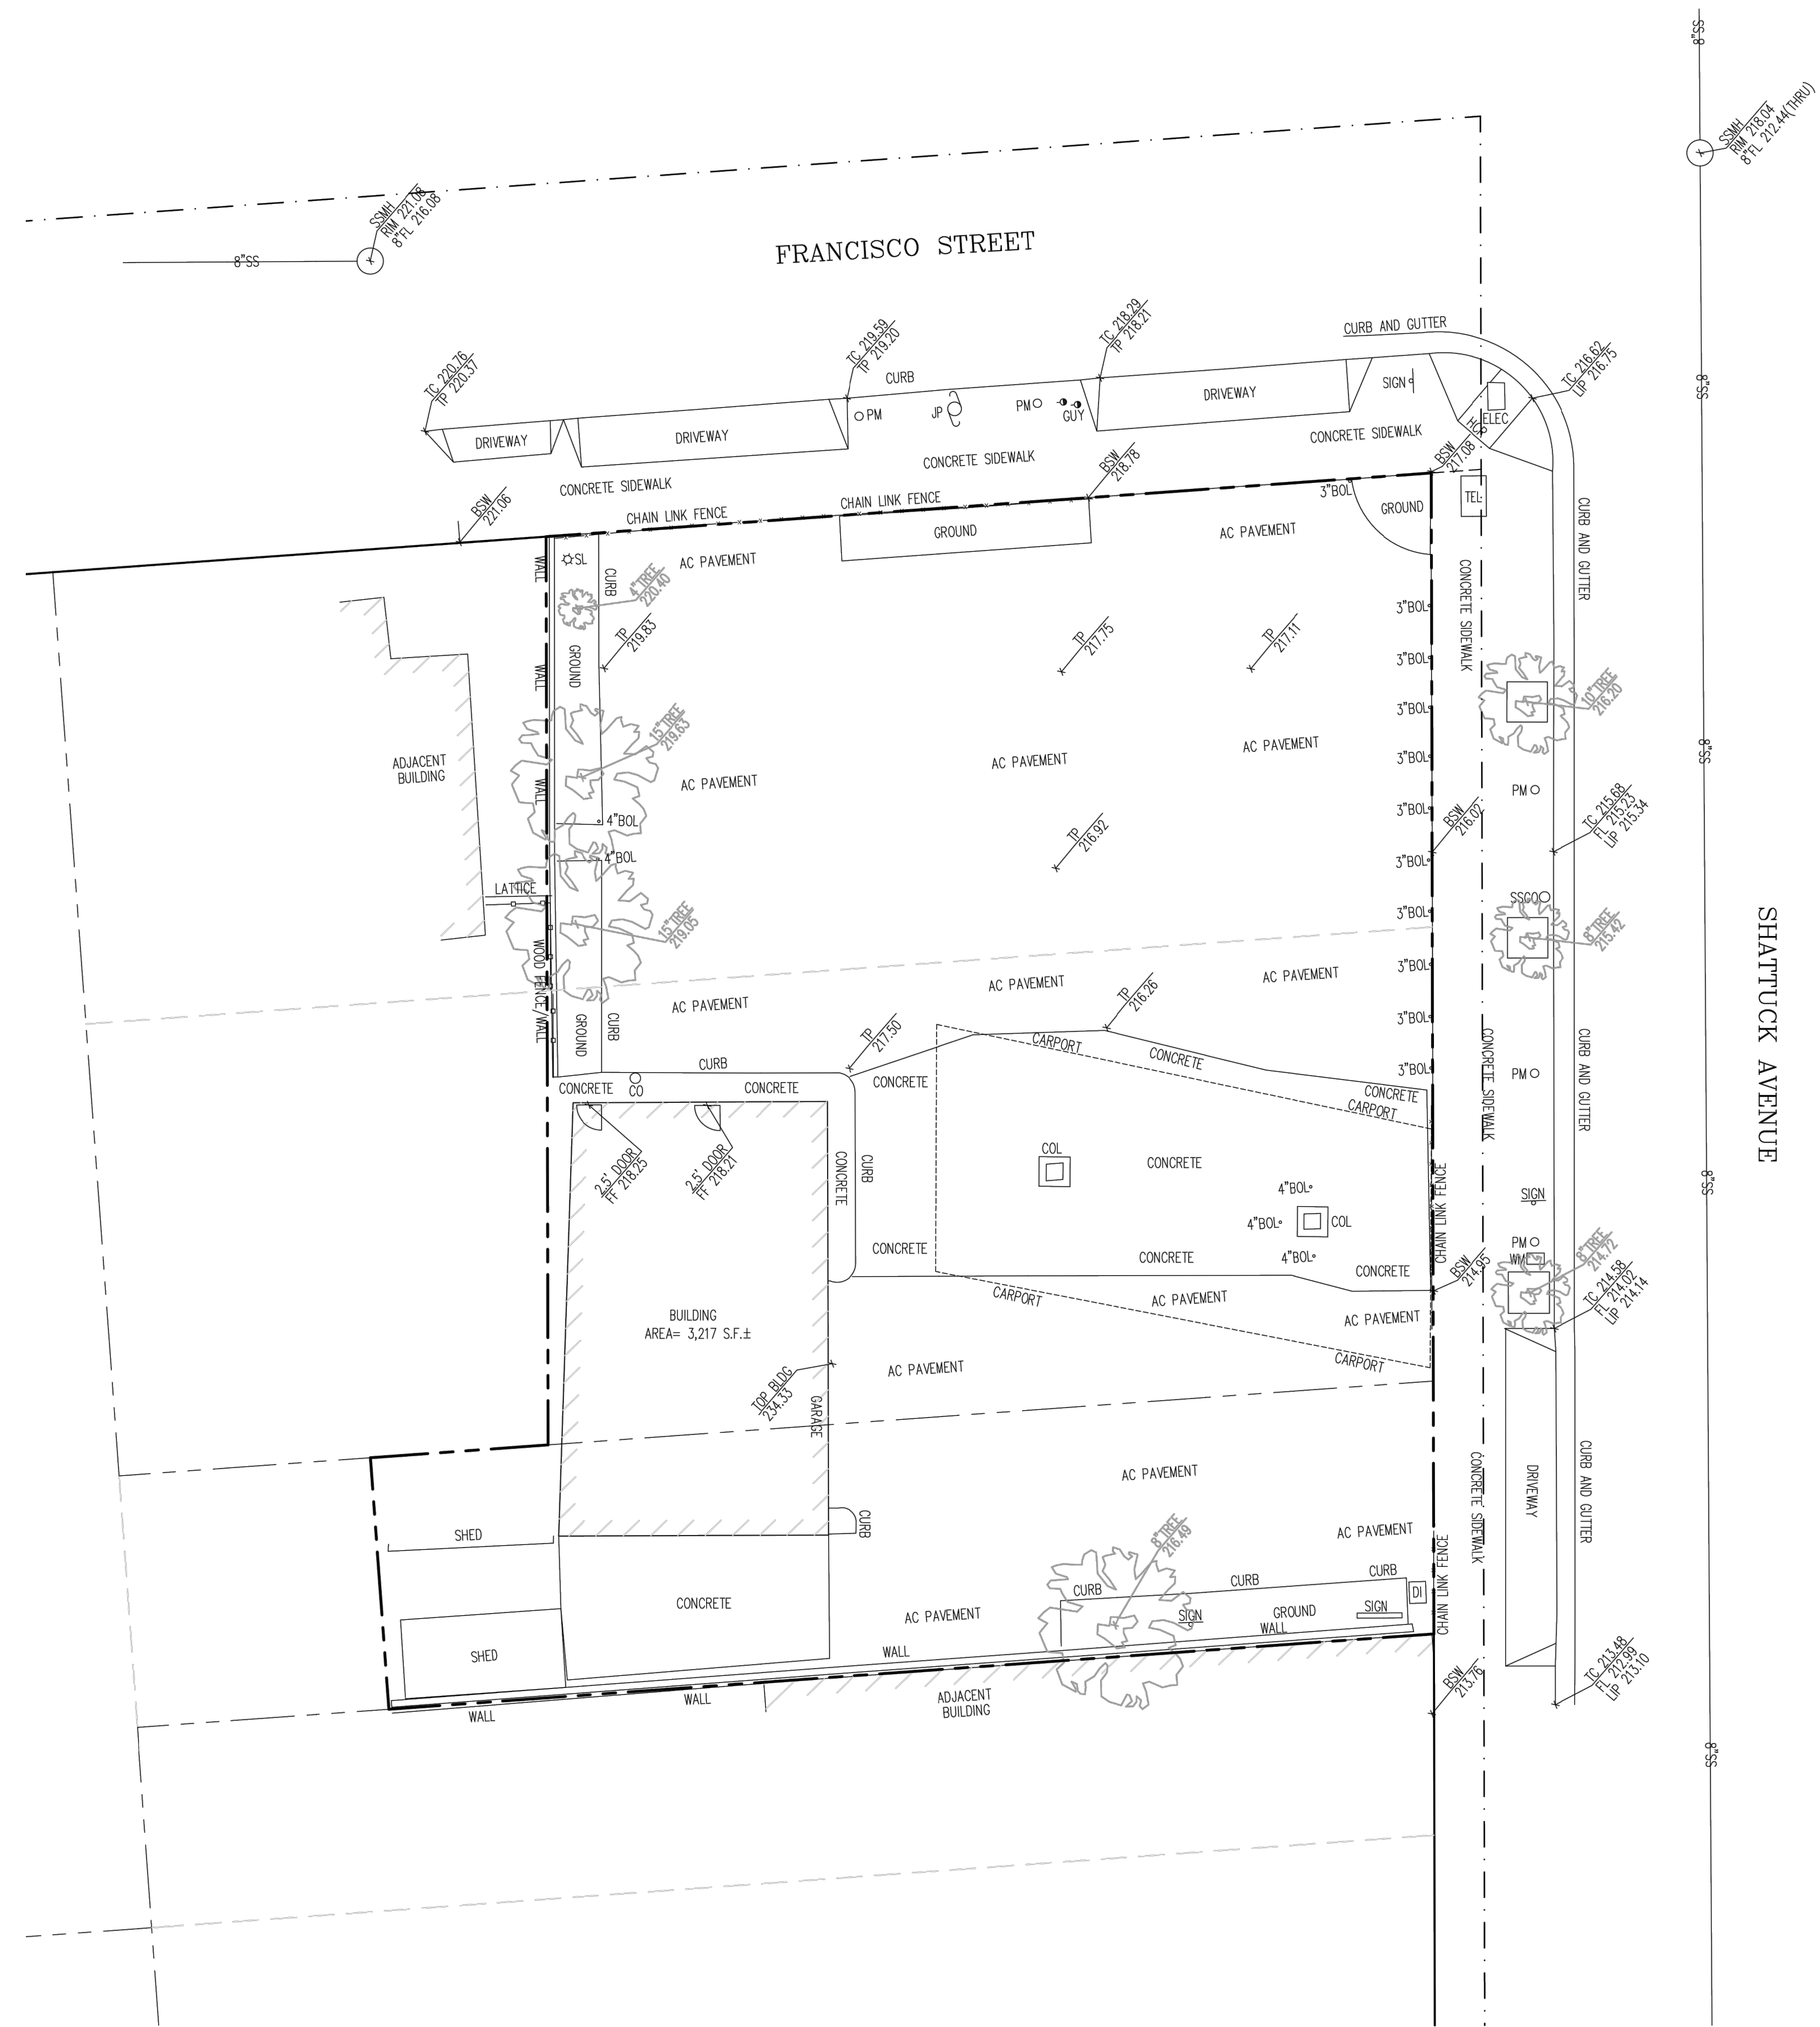 8"SS
SSMH
RIM 218.04
8"FL 212.44(THRU)
SSMH
RIM 221.08
8"FL 216.08
8"SS
FRANCISCO STREET
TC 220.76
TP 220.37
TC 219.59
TP 219.20
TC 218.29
TP 218.21
CURB AND GUTTER
TC 216.62
LIP 216.75
8"SS
CURB
DRIVEWAY
DRIVEWAY
PM
JP
PM
GUY
DRIVEWAY
SIGN
ELEC
HCR
CONCRETE SIDEWALK
CONCRETE SIDEWALK
CONCRETE SIDEWALK
BSW
221.06
BSW
218.78
BSW
217.08
CHAIN LINK FENCE
CHAIN LINK FENCE
3"BOL
GROUND
TEL
GROUND
AC PAVEMENT
AC PAVEMENT
WALL
SL
CURB
4"TREE
220.40
CURB AND GUTTER
CONCRETE SIDEWALK
3"BOL
TP
219.83
TP
217.75
TP
217.11
WALL
GROUND
3"BOL
10"TREE
216.20
3"BOL
15"TREE
219.63
ADJACENT
BUILDING
WALL
AC PAVEMENT
AC PAVEMENT
AC PAVEMENT
3"BOL
8"SS
PM
TC 215.68
FL 215.23
LIP 215.34
3"BOL
BSW
216.02
4"BOL
TP
216.92
4"BOL
3"BOL
LATTICE
SSCO
3"BOL
8"TREE
215.42
15"TREE
219.05
WOOD FENCE/WALL
3"BOL
SHATTUCK AVENUE
AC PAVEMENT
AC PAVEMENT
AC PAVEMENT
TP
216.26
3"BOL
GROUND
CURB
TP
217.50
CARPORT
CONCRETE
CURB
3"BOL
CONCRETE SIDEWALK
PM
CURB AND GUTTER
CONCRETE
CO
CONCRETE
CONCRETE
CONCRETE
CARPORT
2.5' DOOR
FF 218.25
2.5' DOOR
FF 218.21
CONCRETE
CURB
COL
CONCRETE
CHAIN LINK FENCE
8"SS
4"BOL
SIGN
4"BOL
COL
CONCRETE
CONCRETE
4"BOL
PM
WM
8"TREE
214.72
BSW
214.95
CONCRETE
TC 214.58
FL 214.02
LIP 214.14
CARPORT
AC PAVEMENT
AC PAVEMENT
BUILDING
AREA= 3,217 S.F.±
CARPORT
AC PAVEMENT
TOP BLDG
234.33
GARAGE
AC PAVEMENT
CONCRETE SIDEWALK
DRIVEWAY
CURB AND GUTTER
CURB
SHED
8"TREE
216.49
AC PAVEMENT
CHAIN LINK FENCE
CURB
CURB
CURB
DI
CONCRETE
AC PAVEMENT
SIGN
GROUND
SIGN
WALL
SHED
WALL
WALL
WALL
ADJACENT
BUILDING
BSW
213.76
TC 213.48
FL 212.99
LIP 213.10
8"SS